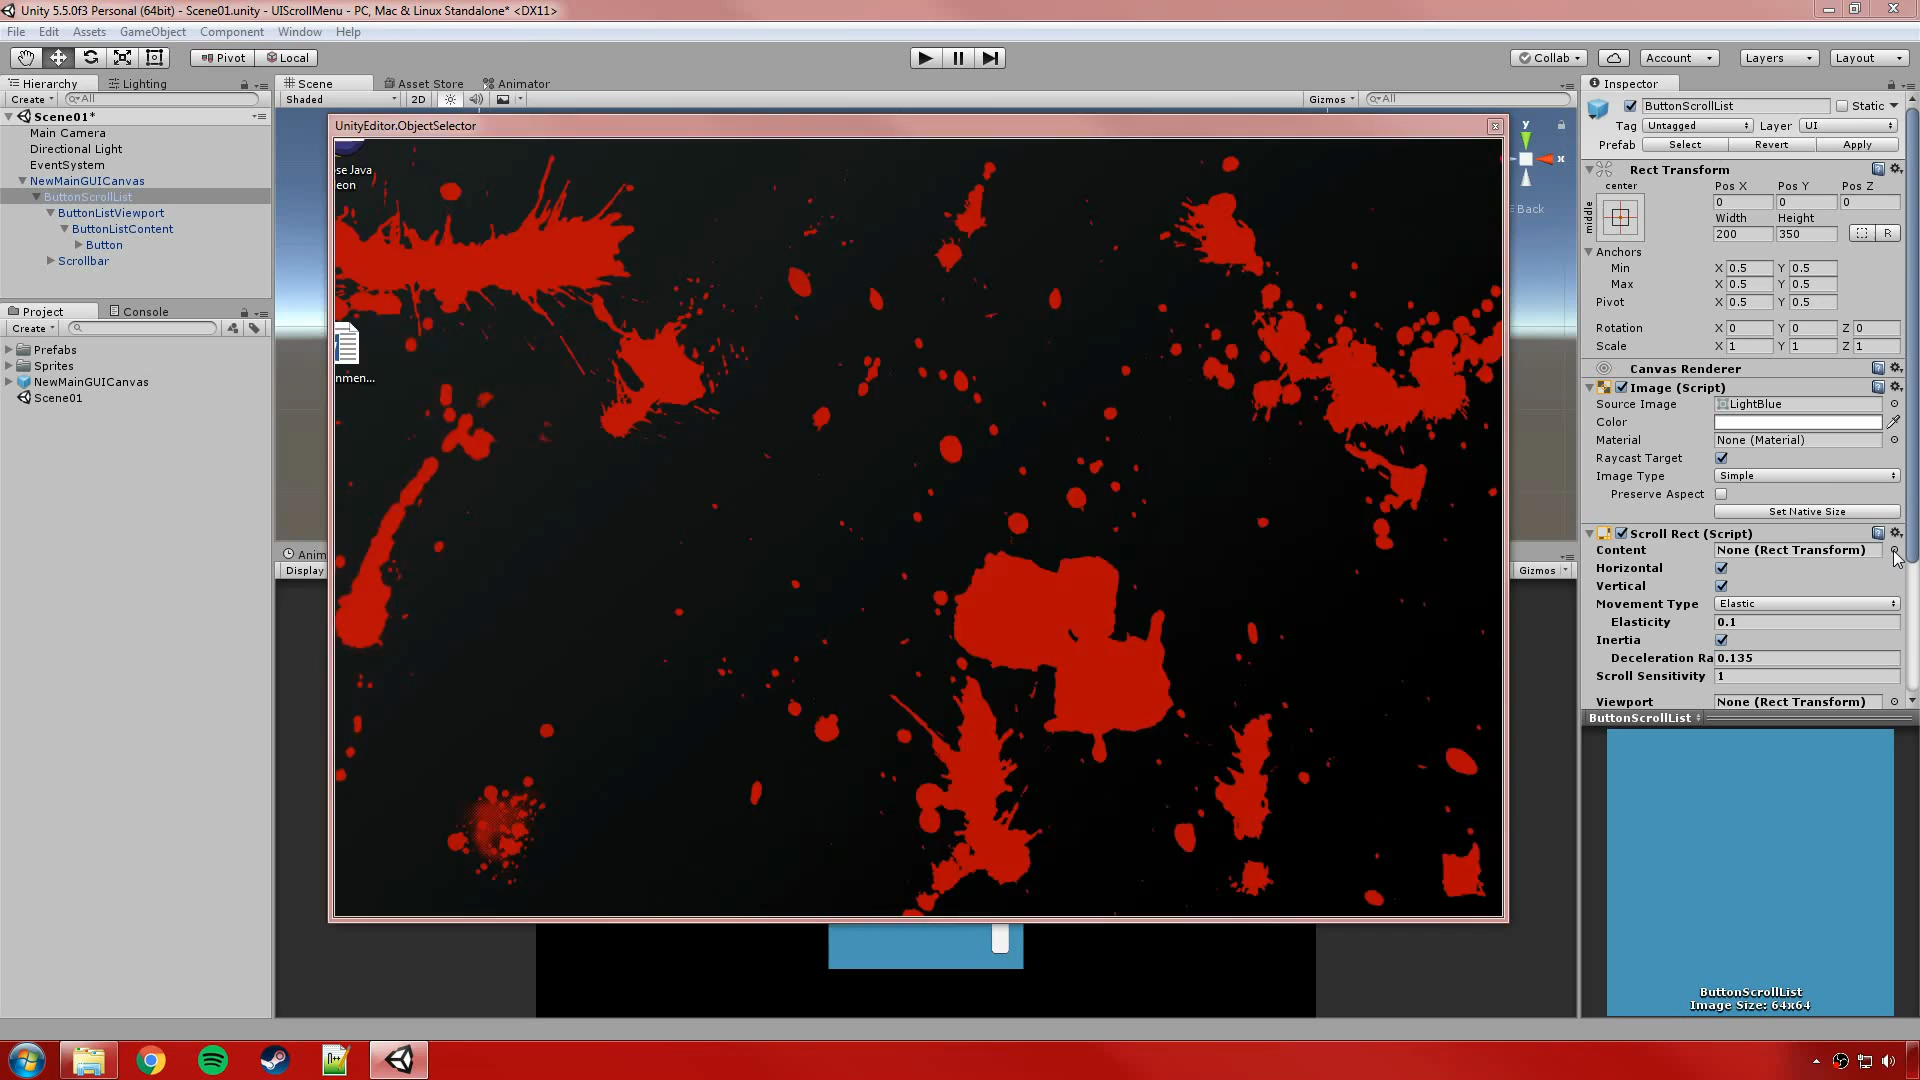 Unity 5.5.0f3 Personal (64bit) - Scene01.unity - UIScrollMenu - PC, Mac & Linux Standalone* <DX11>
File Edit Assets GameObject Component Window Help
Pivot Local
Collab Account Layers Layout
Hierarchy Lighting
Create All
Scene01*
Main Camera
Directional Light
EventSystem
NewMainGUICanvas
ButtonScrollList
ButtonListViewport
ButtonListContent
Button
Scrollbar
Project Console
Create
Prefabs
Sprites
NewMainGUICanvas
Scene01
Scene Asset Store Animator
Shaded 2D Gizmos All
UnityEditor.ObjectSelector
se Java
eon
nmen...
y
x
Back
Anim
Display
Gizmos
Inspector
ButtonScrollList Static
Tag Untagged Layer UI
Prefab Select Revert Apply
Rect Transform
center Pos X Pos Y Pos Z
middle
0 0 0
Width Height
200 350 R
Anchors
Min X 0.5 Y 0.5
Max X 0.5 Y 0.5
Pivot X 0.5 Y 0.5
Rotation X 0 Y 0 Z 0
Scale X 1 Y 1 Z 1
Canvas Renderer
Image (Script)
Source Image LightBlue
Color
Material None (Material)
Raycast Target
Image Type Simple
Preserve Aspect
Set Native Size
Scroll Rect (Script)
Content None (Rect Transform)
Horizontal
Vertical
Movement Type Elastic
Elasticity 0.1
Inertia
Deceleration Ra 0.135
Scroll Sensitivity 1
Viewport None (Rect Transform)
ButtonScrollList
ButtonScrollList
Image Size: 64x64